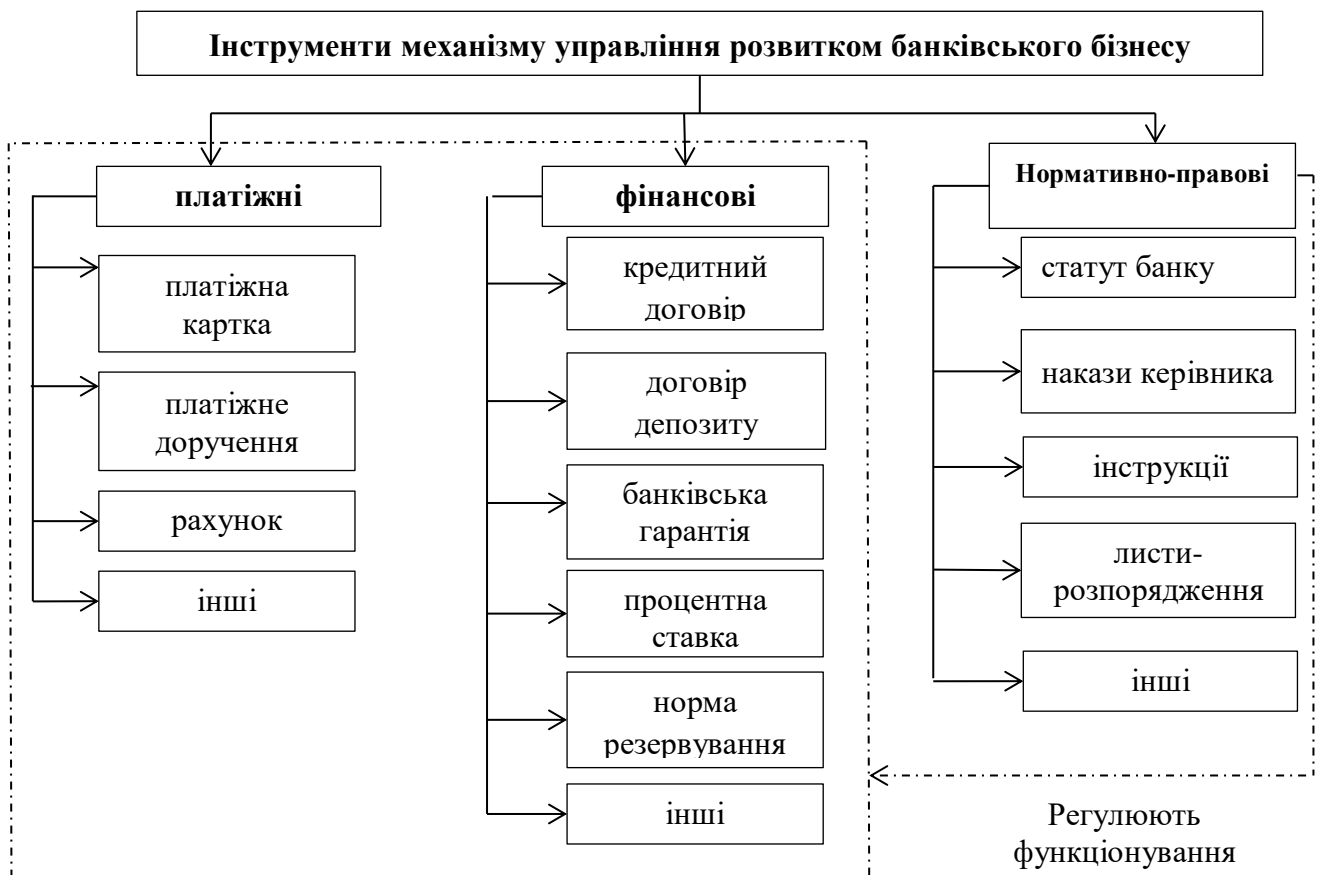 Інструменти механізму управління розвитком банківського бізнесу
платіжні
платіжна
картка
платіжне
доручення
рахунок
інші
фінансові
кредитний
договір
договір
депозиту
банківська
гарантія
процентна
ставка
норма
резервування
інші
Нормативно-правові
статут банку
накази керівника
інструкції
листи-
розпорядження
інші
Регулюють
функціонування